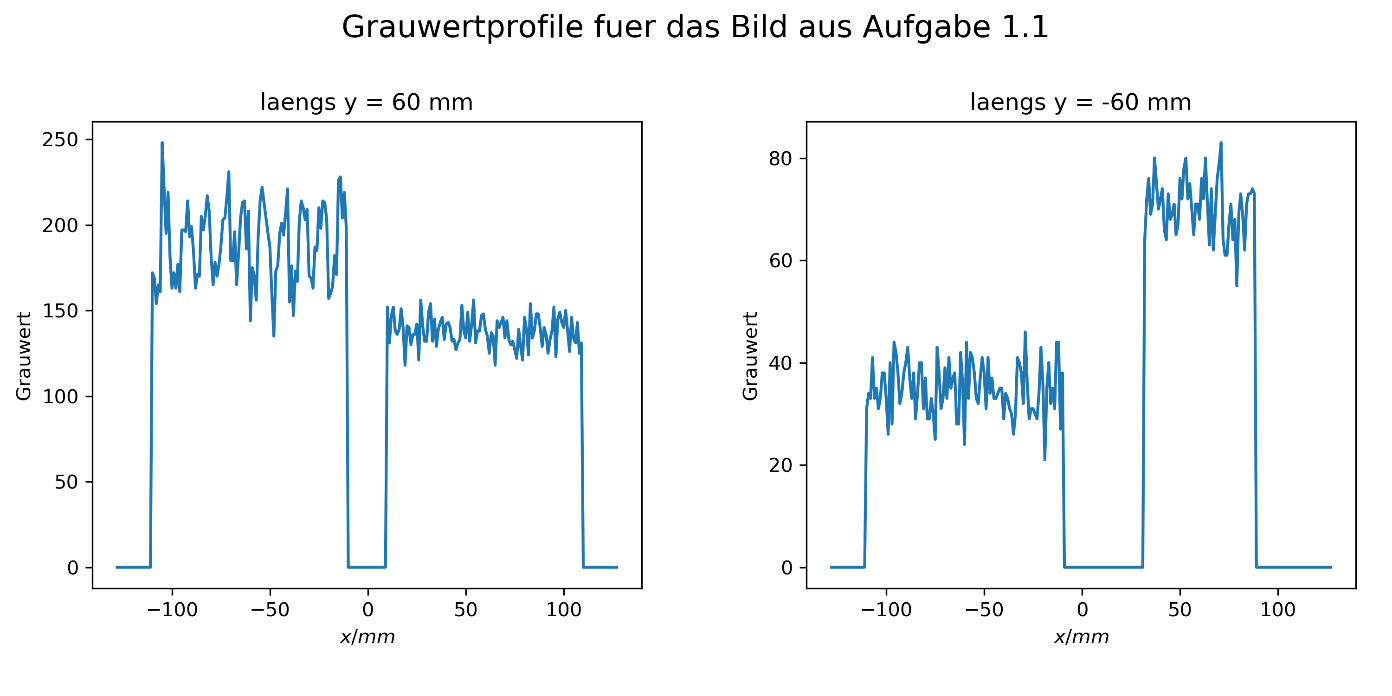 Grauwertprofile fuer das Bild aus Aufgabe 1.1
laengs y = 60 mm
250
200
150
100
50
0
Grauwert
−100 −50 0 50 100
x/mm
laengs y = -60 mm
80
60
40
20
0
Grauwert
−100 −50 0 50 100
x/mm